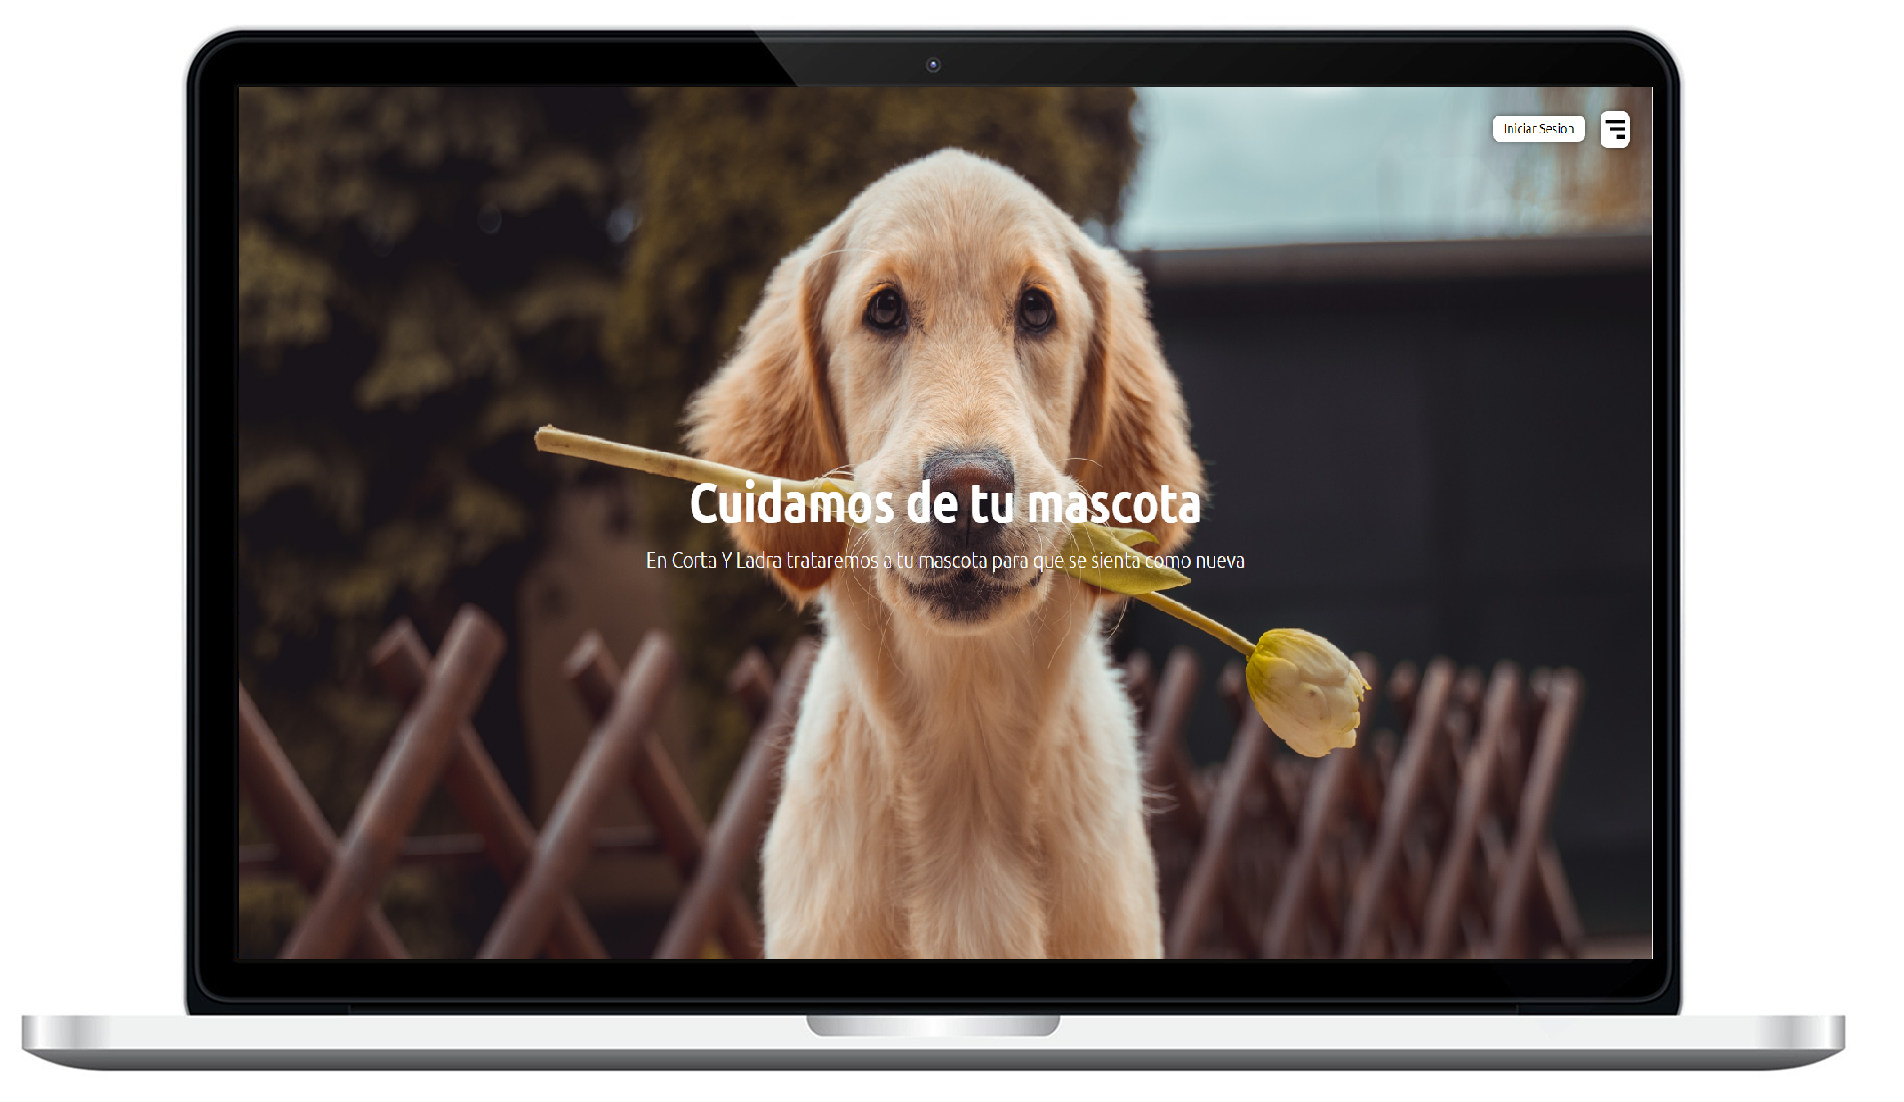 Iniciar Sesion
Cuidamos de tu mascota
En Corta Y Ladra trataremos a tu mascota para que se sienta como nueva